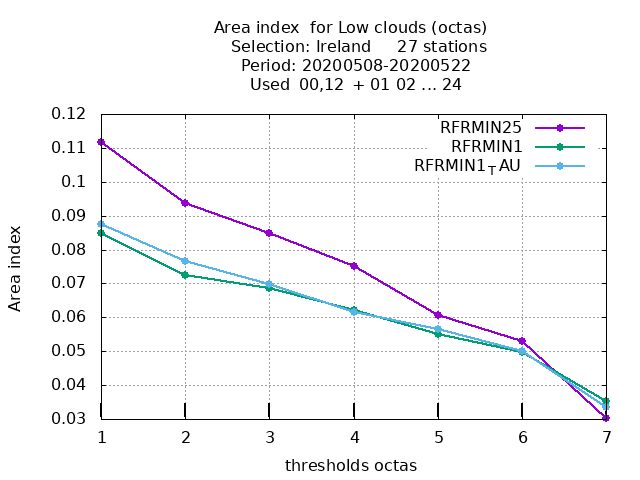 Area index  for Low clouds (octas)
Selection: Ireland     27 stations
Period: 20200508-20200522
Used  00,12  + 01 02 ... 24
RFRMIN25
RFRMIN1
RFRMIN1TAU
Area index
0.12
0.11
0.1
0.09
0.08
0.07
0.06
0.05
0.04
0.03
1 2 3 4 5 6 7
thresholds octas